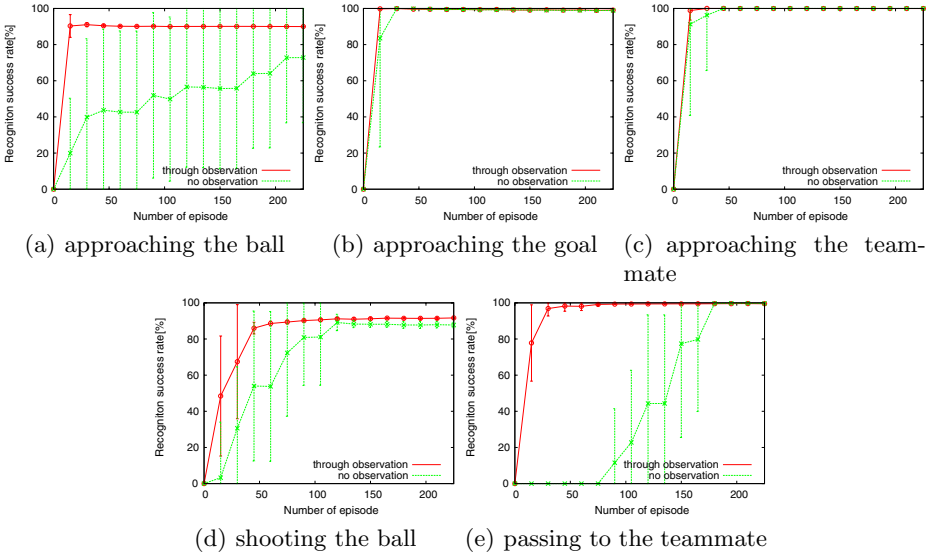 100
80
60
40
20
0
Recogniton success rate[%]
through observation
no observation
0 50 100 150 200
Number of episode
(a) approaching the ball
100
80
60
40
20
0
Recogniton success rate[%]
through observation
no observation
0 50 100 150 200
Number of episode
(b) approaching the goal
100
80
60
40
20
0
Recogniton success rate[%]
through observation
no observation
0 50 100 150 200
Number of episode
(c) approaching the team-
mate
100
80
60
40
20
0
Recogniton success rate[%]
through observation
no observation
0 50 100 150 200
Number of episode
(d) shooting the ball
100
80
60
40
20
0
Recogniton success rate[%]
through observation
no observation
0 50 100 150 200
Number of episode
(e) passing to the teammate